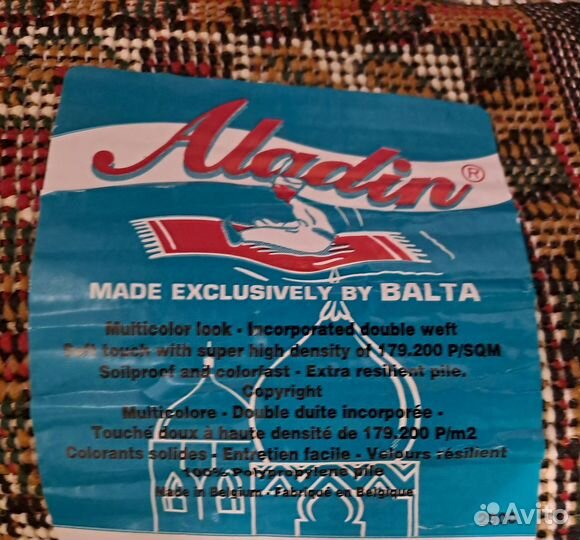 Aladin®
MADE EXCLUSIVELY BY BALTA
Multicolor look - Incorporated double weft
Soft touch with super high density of 179.200 P/SQM
Soilproof and colorfast - Extra resilient pile.
Copyright
Multicolore - Double duite incorporée -
Touché doux à haute densité de 179.200 P/m2
Colorants solides - Entretien facile - Velours résilient
100% Polypropylene pile
Made in Belgium - Fabriqué en Belgique
Avito